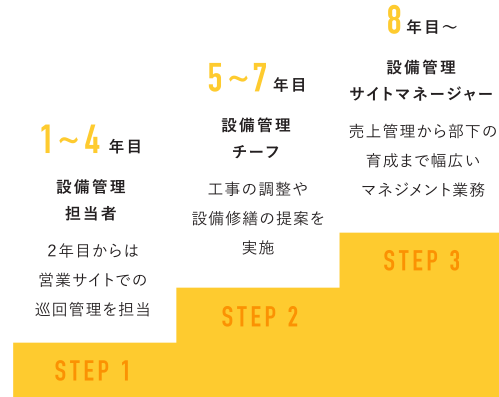 1〜4年目
設備管理
担当者
2年目からは
営業サイトでの
巡回管理を担当
STEP 1
5〜7年目
設備管理
チーフ
工事の調整や
設備修繕の提案を
実施
STEP 2
8年目〜
設備管理
サイトマネージャー
売上管理から部下の
育成まで幅広い
マネジメント業務
STEP 3